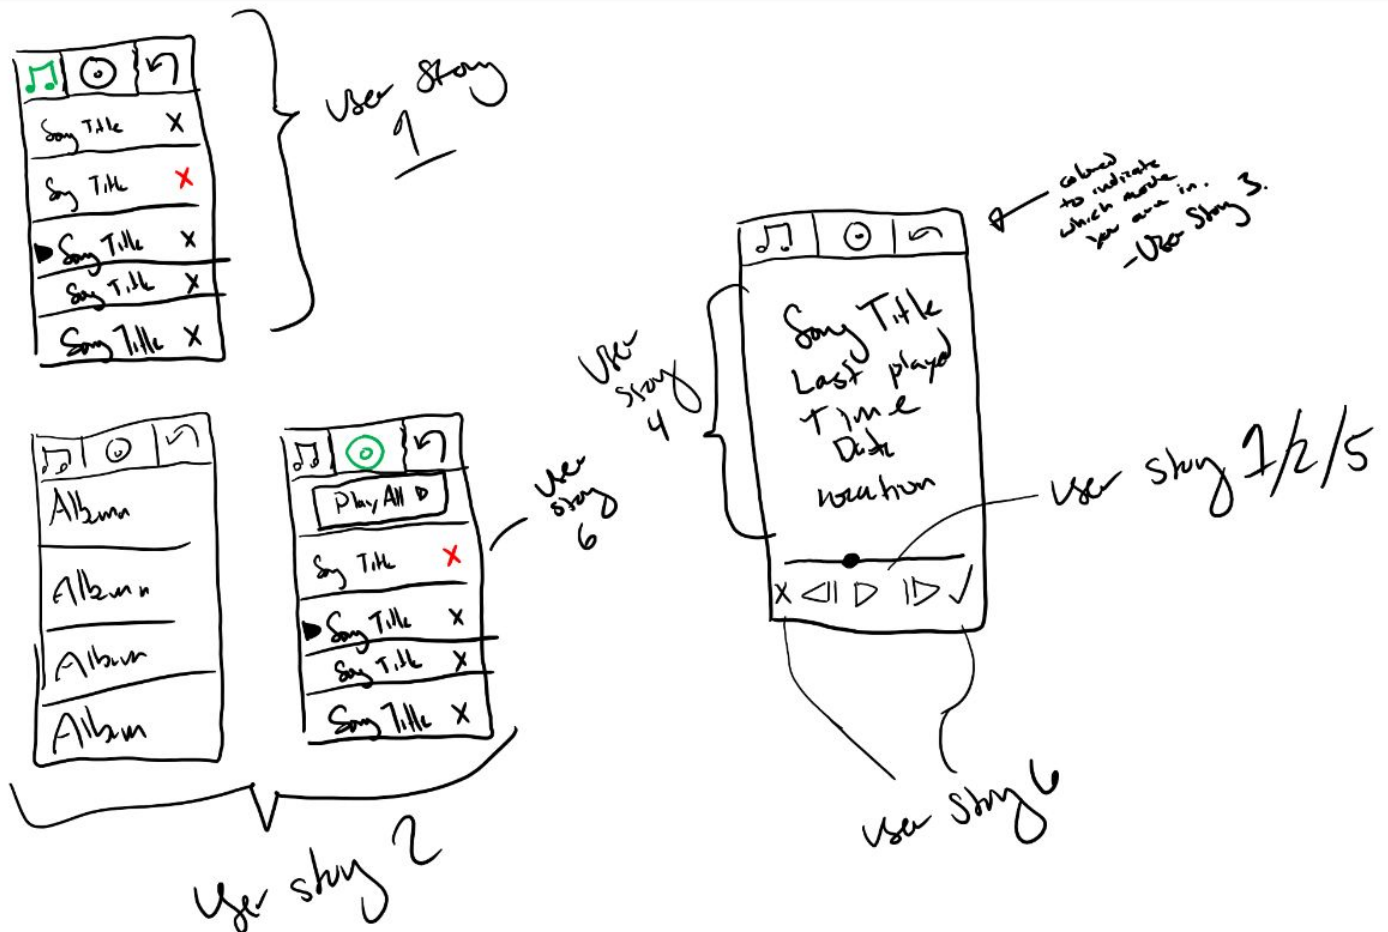 User Story
1
Song Title X
Song Title X
Song Title X
Song Title X
Song Title X
colored
to indicate
which mode
you are in.
- User Story 3.
Song Title
Last played
Time
Date
location
User
story
4
User story 1/2/5
X
User story 6
Album
Album
Album
Album
Play All
Song Title X
Song Title X
Song Title X
Song Title X
User
story
6
User story 2